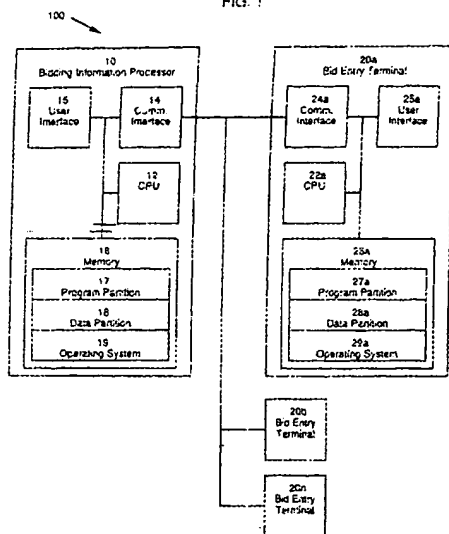 FIG. 1
100
10
Bidding Information Processor
15
User
Interface
14
Comm.
Interface
12
CPU
16
Memory
17
Program Partition
18
Data Partition
19
Operating System
20a
Bid Entry Terminal
24a
Comm.
Interface
25a
User
Interface
22a
CPU
26a
Memory
27a
Program Partition
28a
Data Partition
29a
Operating System
20b
Bid Entry
Terminal
20n
Bid Entry
Terminal